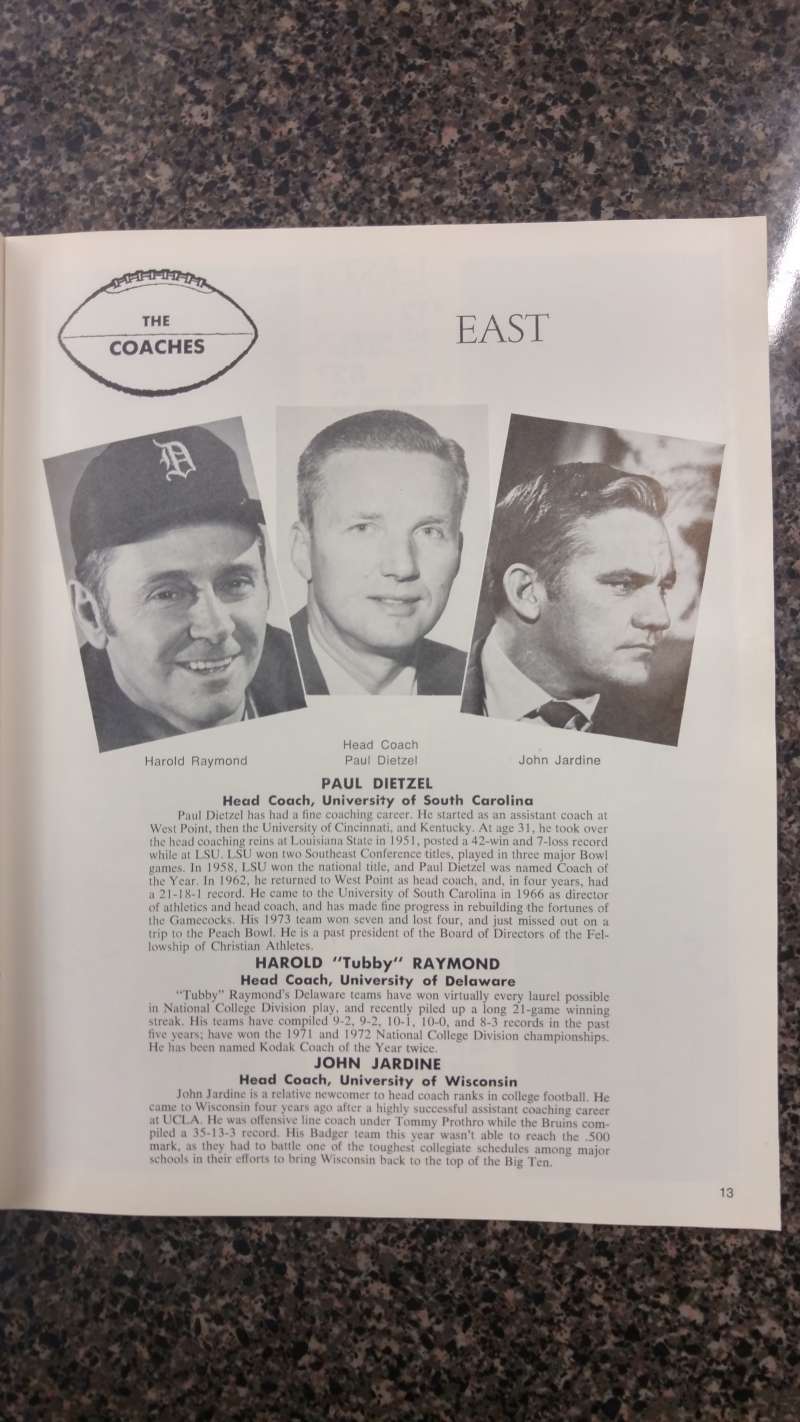 THE
COACHES
EAST
D
Harold Raymond
Head Coach
Paul Dietzel
John Jardine
PAUL DIETZEL
Head Coach, University of South Carolina
Paul Dietzel has had a fine coaching career. He started as an assistant coach at
West Point, then the University of Cincinnati, and Kentucky. At age 31, he took over
the head coaching reins at Louisiana State in 1951, posted a 42-win and 7-loss record
while at LSU. LSU won two Southeast Conference titles, played in three major Bowl
games. In 1958, LSU won the national title, and Paul Dietzel was named Coach of
the Year. In 1962, he returned to West Point as head coach, and, in four years, had
a 21-18-1 record. He came to the University of South Carolina in 1966 as director
of athletics and head coach, and has made fine progress in rebuilding the fortunes of
the Gamecocks. His 1973 team won seven and lost four, and just missed out on a
trip to the Peach Bowl. He is a past president of the Board of Directors of the Fel-
lowship of Christian Athletes.
HAROLD "Tubby" RAYMOND
Head Coach, University of Delaware
"Tubby" Raymond's Delaware teams have won virtually every laurel possible
in National College Division play, and recently piled up a long 21-game winning
streak. His teams have compiled 9-2, 9-2, 10-1, 10-0, and 8-3 records in the past
five years; have won the 1971 and 1972 National College Division championships.
He has been named Kodak Coach of the Year twice.
JOHN JARDINE
Head Coach, University of Wisconsin
John Jardine is a relative newcomer to head coach ranks in college football. He
came to Wisconsin four years ago after a highly successful assistant coaching career
at UCLA. He was offensive line coach under Tommy Prothro while the Bruins com-
piled a 35-13-3 record. His Badger team this year wasn't able to reach the .500
mark, as they had to battle one of the toughest collegiate schedules among major
schools in their efforts to bring Wisconsin back to the top of the Big Ten.
13